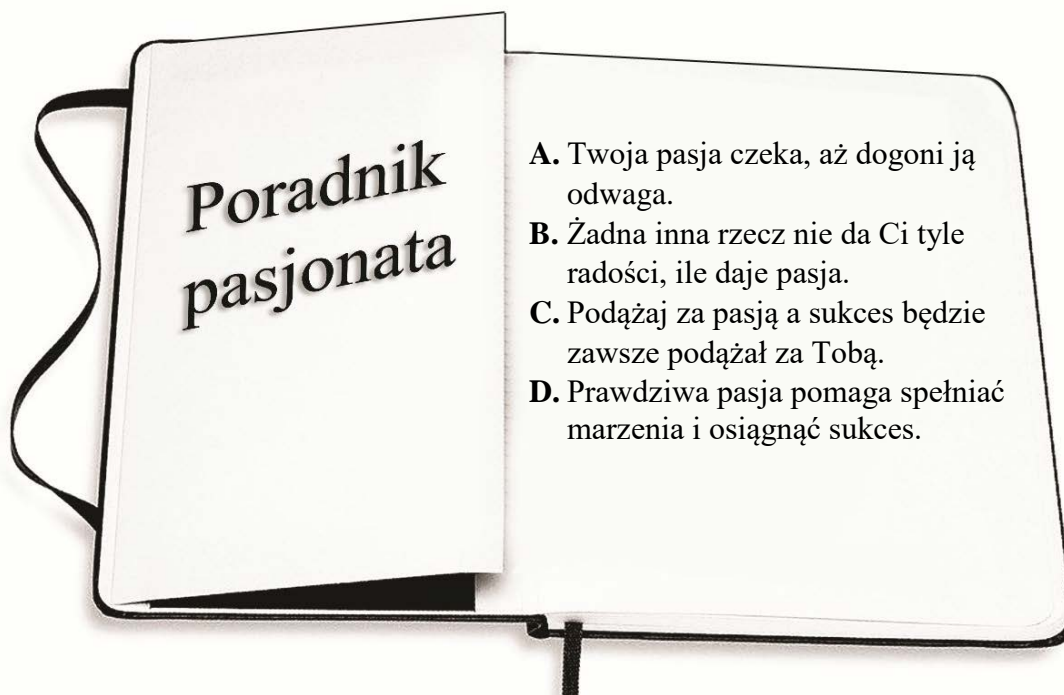 Poradnik
pasjonata
A. Twoja pasja czeka, aż dogoni ją
odwaga.
B. Żadna inna rzecz nie da Ci tyle
radości, ile daje pasja.
C. Podążaj za pasją a sukces będzie
zawsze podążał za Tobą.
D. Prawdziwa pasja pomaga spełniać
marzenia i osiągnąć sukces.